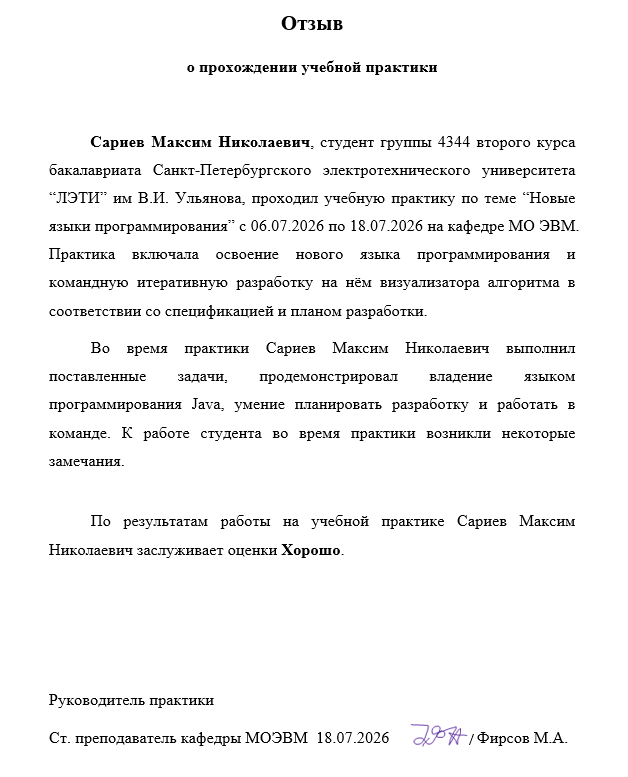 Отзыв
о прохождении учебной практики
Сариев Максим Николаевич, студент группы 4344 второго курса
бакалавриата Санкт-Петербургского электротехнического университета
“ЛЭТИ” им В.И. Ульянова, проходил учебную практику по теме “Новые
языки программирования” с 06.07.2026 по 18.07.2026 на кафедре МО ЭВМ.
Практика включала освоение нового языка программирования и
командную итеративную разработку на нём визуализатора алгоритма в
соответствии со спецификацией и планом разработки.
Во время практики Сариев Максим Николаевич выполнил
поставленные задачи, продемонстрировал владение языком
программирования Java, умение планировать разработку и работать в
команде. К работе студента во время практики возникли некоторые
замечания.
По результатам работы на учебной практике Сариев Максим
Николаевич заслуживает оценки Хорошо.
Руководитель практики
Ст. преподаватель кафедры МОЭВМ 18.07.2026 / Фирсов М.А.